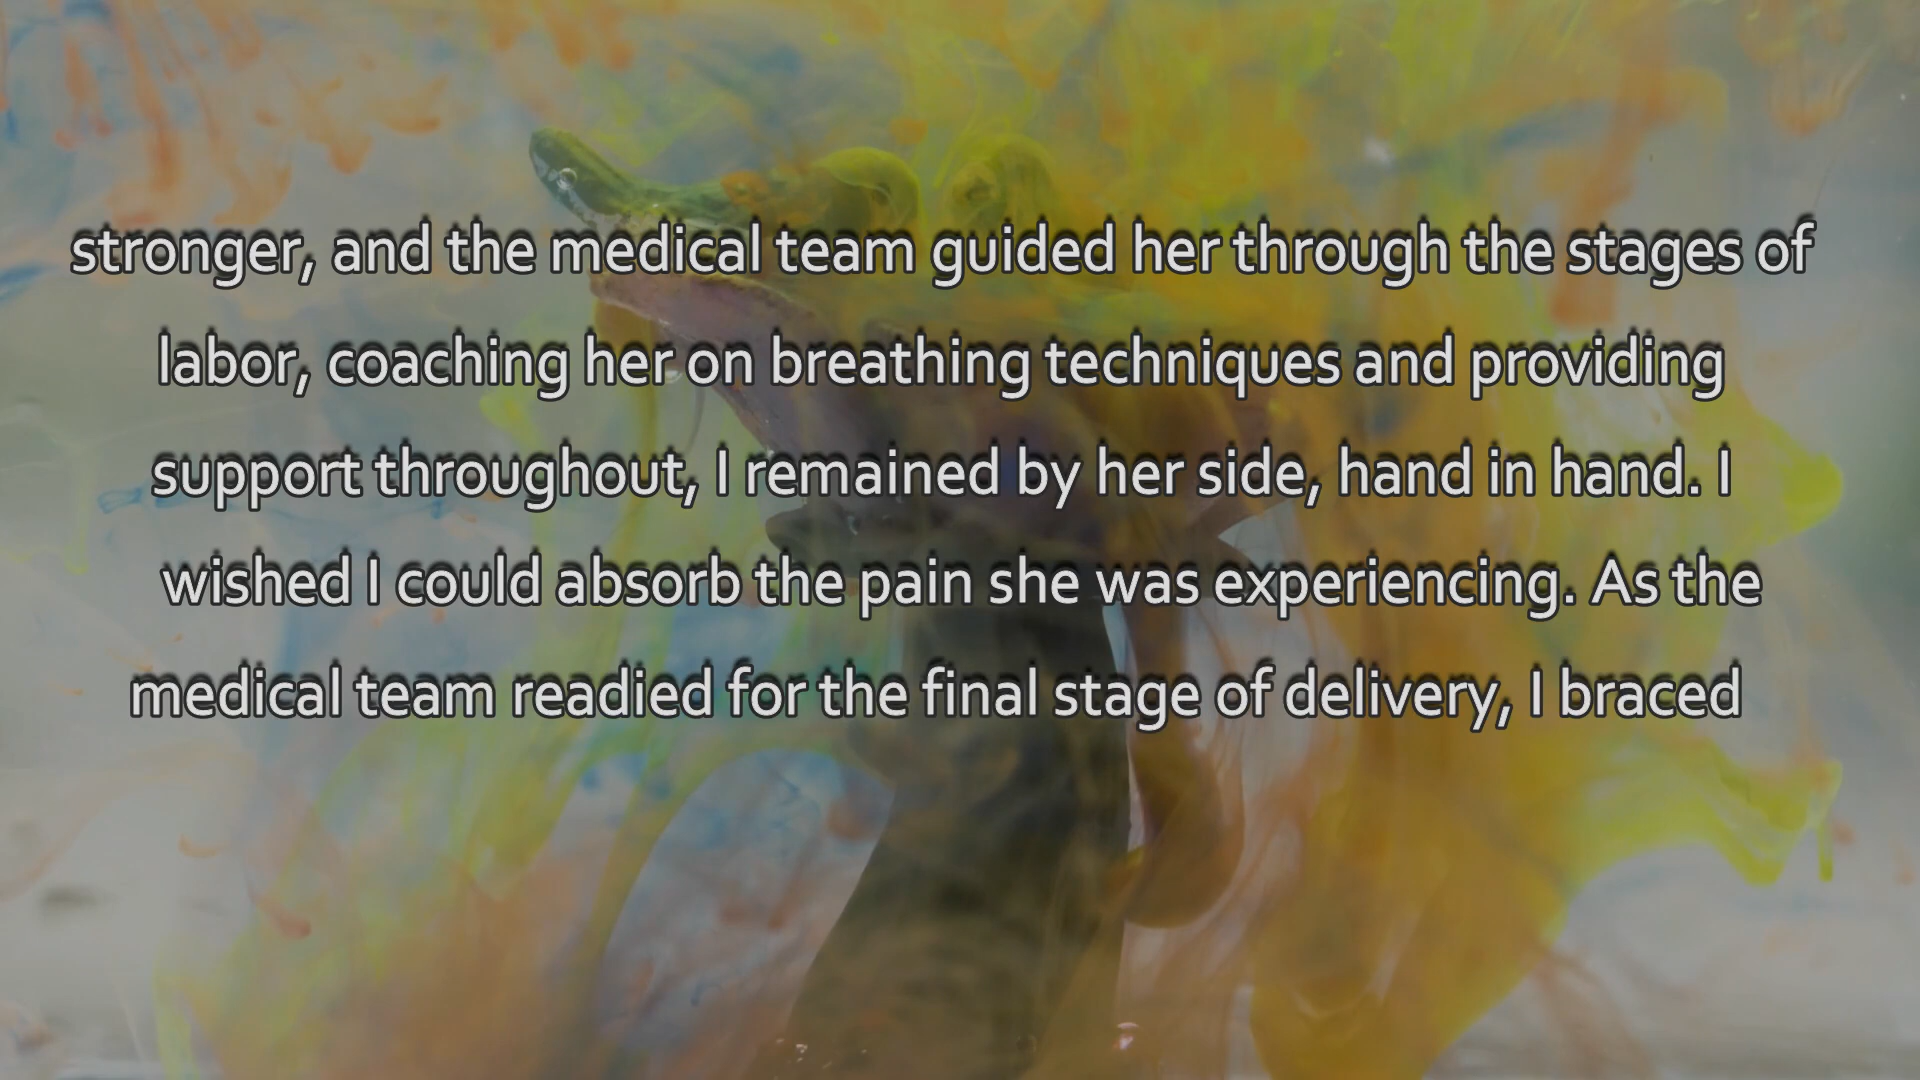 stronger, and the medical team guided her through the stages of
labor, coaching her on breathing techniques and providing
support throughout, I remained by her side, hand in hand. I
wished I could absorb the pain she was experiencing. As the
medical team readied for the final stage of delivery, I braced